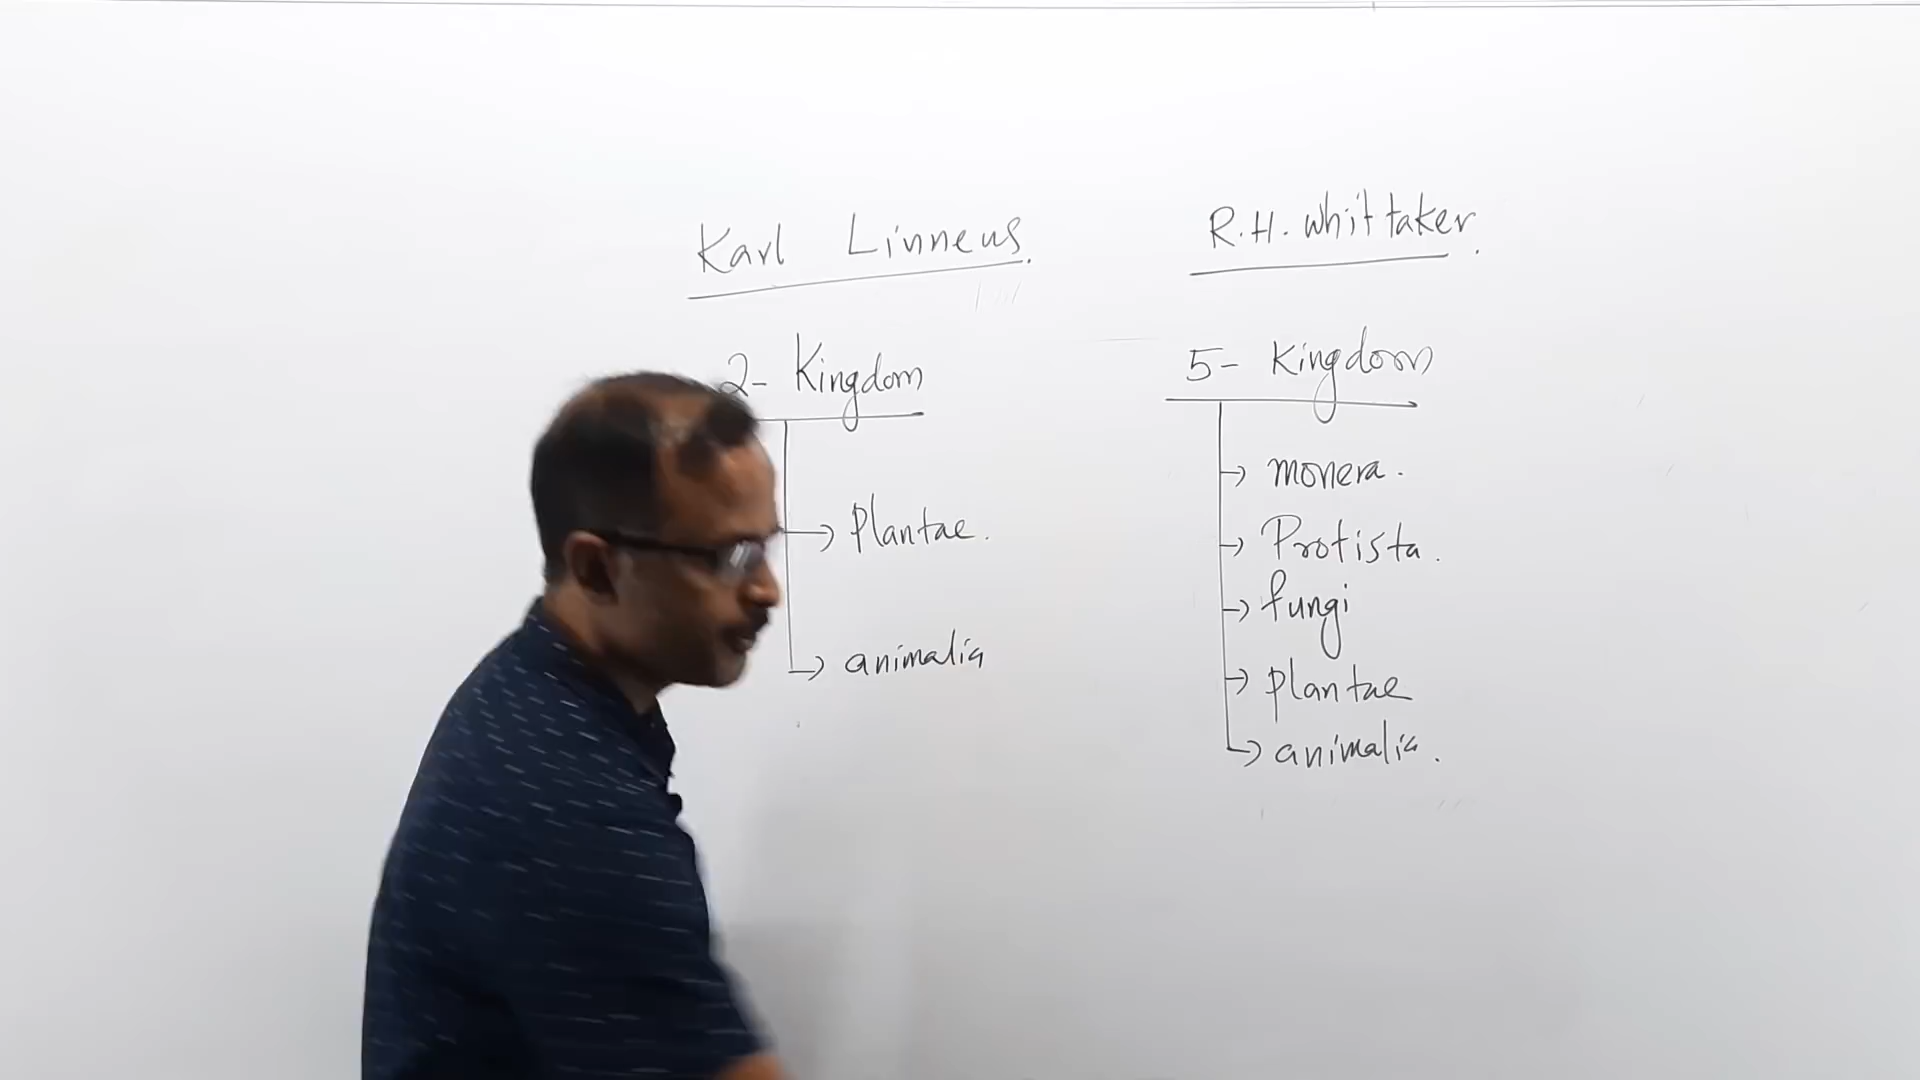 Karl Linneus.
2- Kingdom
Plantae.
animalia
R.H. Whittaker.
5- Kingdom
monera.
Protista.
fungi
plantae
animalia.